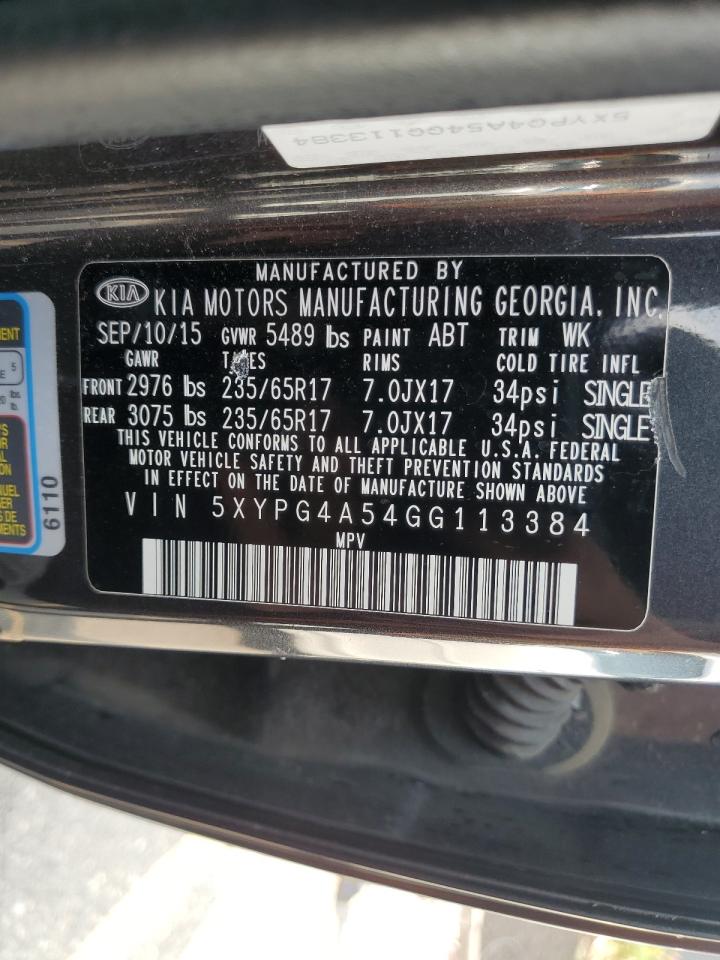 5XYPG4A54GG113384
MANUFACTURED BY
KIA KIA MOTORS MANUFACTURING GEORGIA, INC.
SEP/10/15 GVWR 5489 lbs PAINT ABT TRIM WK
GAWR RIMS COLD TIRE INFL
FRONT 2976 lbs 235/65R17 7.0JX17 34psi SINGLE
REAR 3075 lbs 235/65R17 7.0JX17 34psi SINGLE
THIS VEHICLE CONFORMS TO ALL APPLICABLE U.S.A. FEDERAL
MOTOR VEHICLE SAFETY AND THEFT PREVENTION STANDARDS
IN EFFECT ON THE DATE OF MANUFACTURE SHOWN ABOVE
VIN 5XYPG4A54GG113384
MPV
5
lbs
lb.
6110